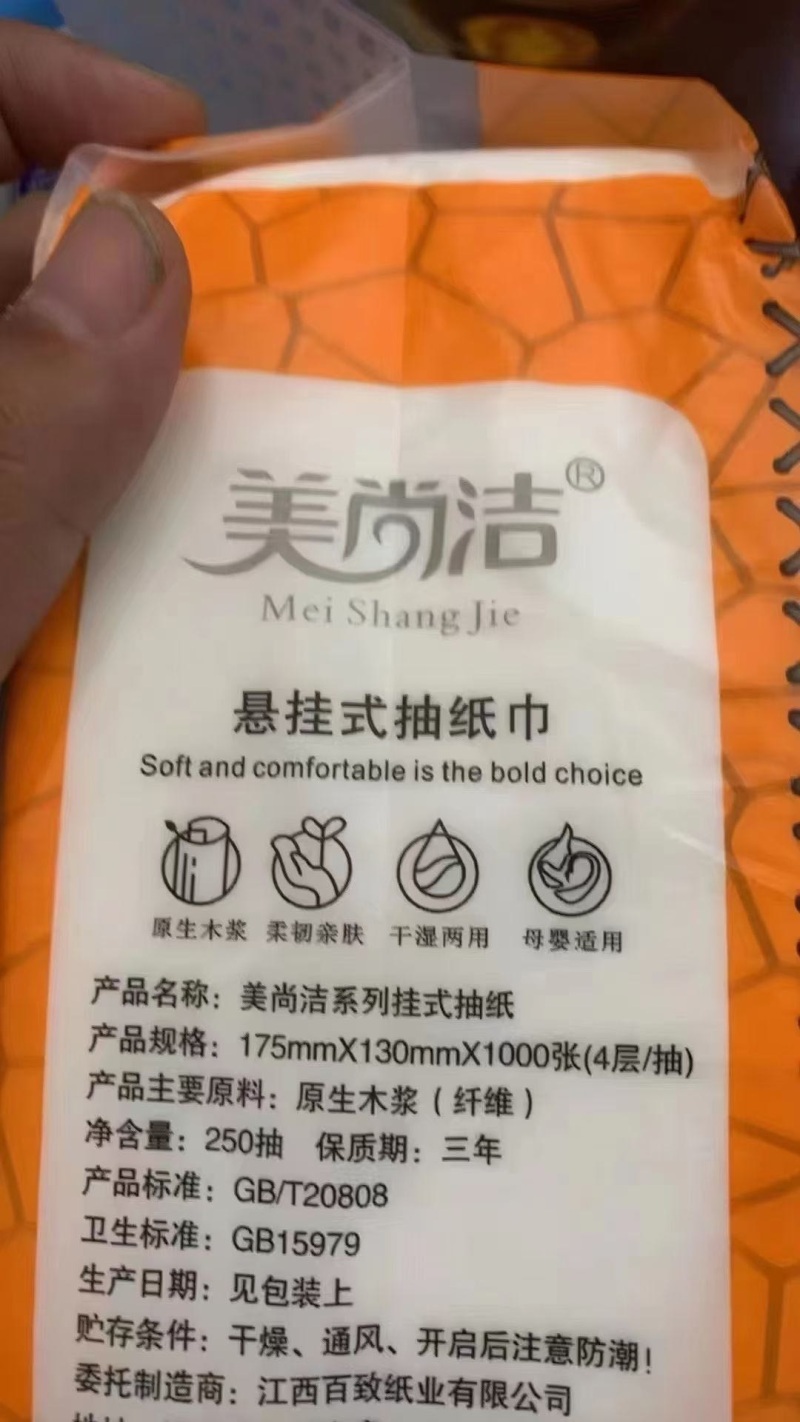 美尚洁®
Mei Shang Jie
悬挂式抽纸巾
Soft and comfortable is the bold choice
原生木浆 柔韧亲肤 干湿两用 母婴适用
产品名称：美尚洁系列挂式抽纸
产品规格：175mmX130mmX1000张(4层/抽)
产品主要原料：原生木浆（纤维）
净含量：250抽 保质期：三年
产品标准：GB/T20808
卫生标准：GB15979
生产日期：见包装上
贮存条件：干燥、通风、开启后注意防潮！
委托制造商：江西百致纸业有限公司